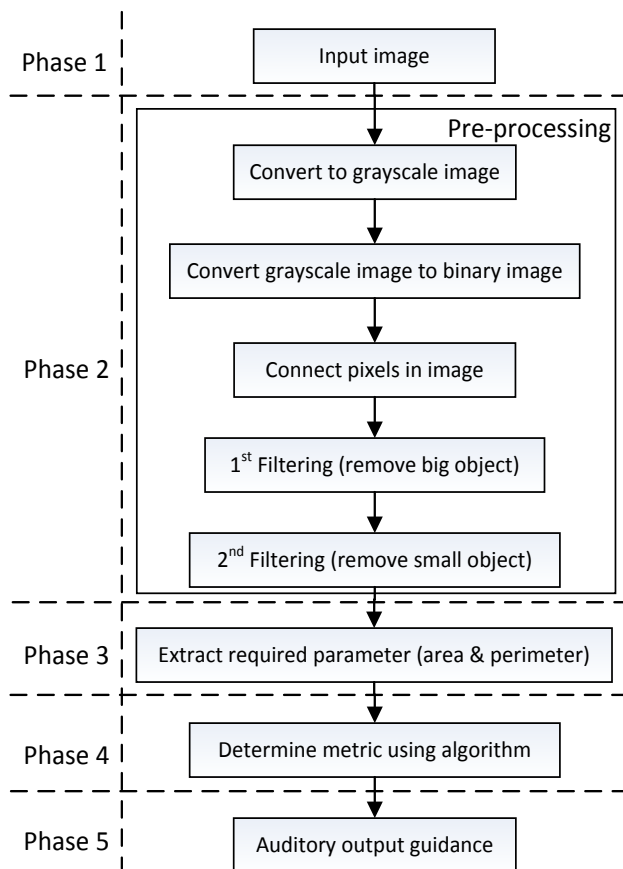 Phase 1
Input image
Pre-processing
Convert to grayscale image
Convert grayscale image to binary image
Phase 2
Connect pixels in image
1st Filtering (remove big object)
2nd Filtering (remove small object)
Phase 3
Extract required parameter (area & perimeter)
Phase 4
Determine metric using algorithm
Phase 5
Auditory output guidance